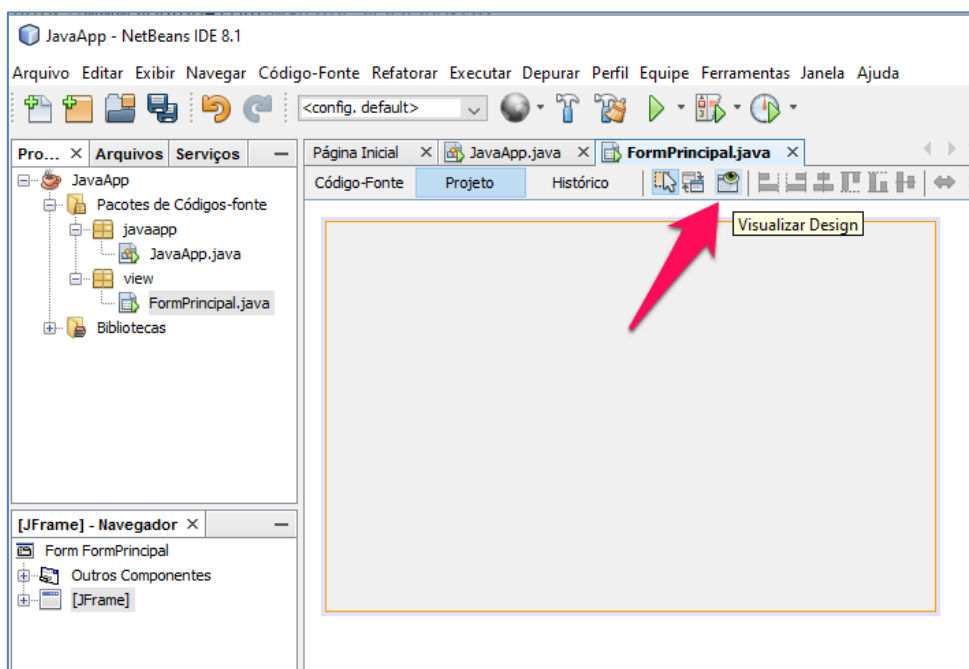 JavaApp - NetBeans IDE 8.1
Arquivo Editar Exibir Navegar Código-Fonte Refatorar Executar Depurar Perfil Equipe Ferramentas Janela Ajuda
<config. default>
Pro... Arquivos Serviços
JavaApp
Pacotes de Códigos-fonte
javaapp
JavaApp.java
view
FormPrincipal.java
Bibliotecas
Página Inicial JavaApp.java FormPrincipal.java
Código-Fonte Projeto Histórico
Visualizar Design
[JFrame] - Navegador
Form FormPrincipal
Outros Componentes
[JFrame]